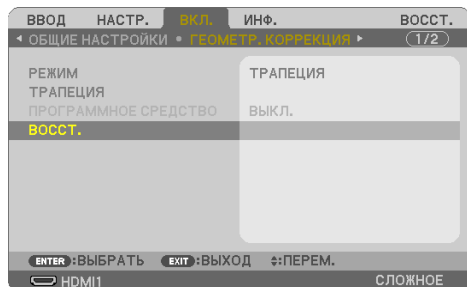 ВВОД НАСТР. ВКЛ. ИНФ. ВОССТ.
ОБЩИЕ НАСТРОЙКИ • ГЕОМЕТР. КОРРЕКЦИЯ 1/2
РЕЖИМ ТРАПЕЦИЯ
ТРАПЕЦИЯ
ПРОГРАММНОЕ СРЕДСТВО ВЫКЛ.
ВОССТ.
ENTER:ВЫБРАТЬ EXIT:ВЫХОД :ПЕРЕМ.
HDMI1 СЛОЖНОЕ